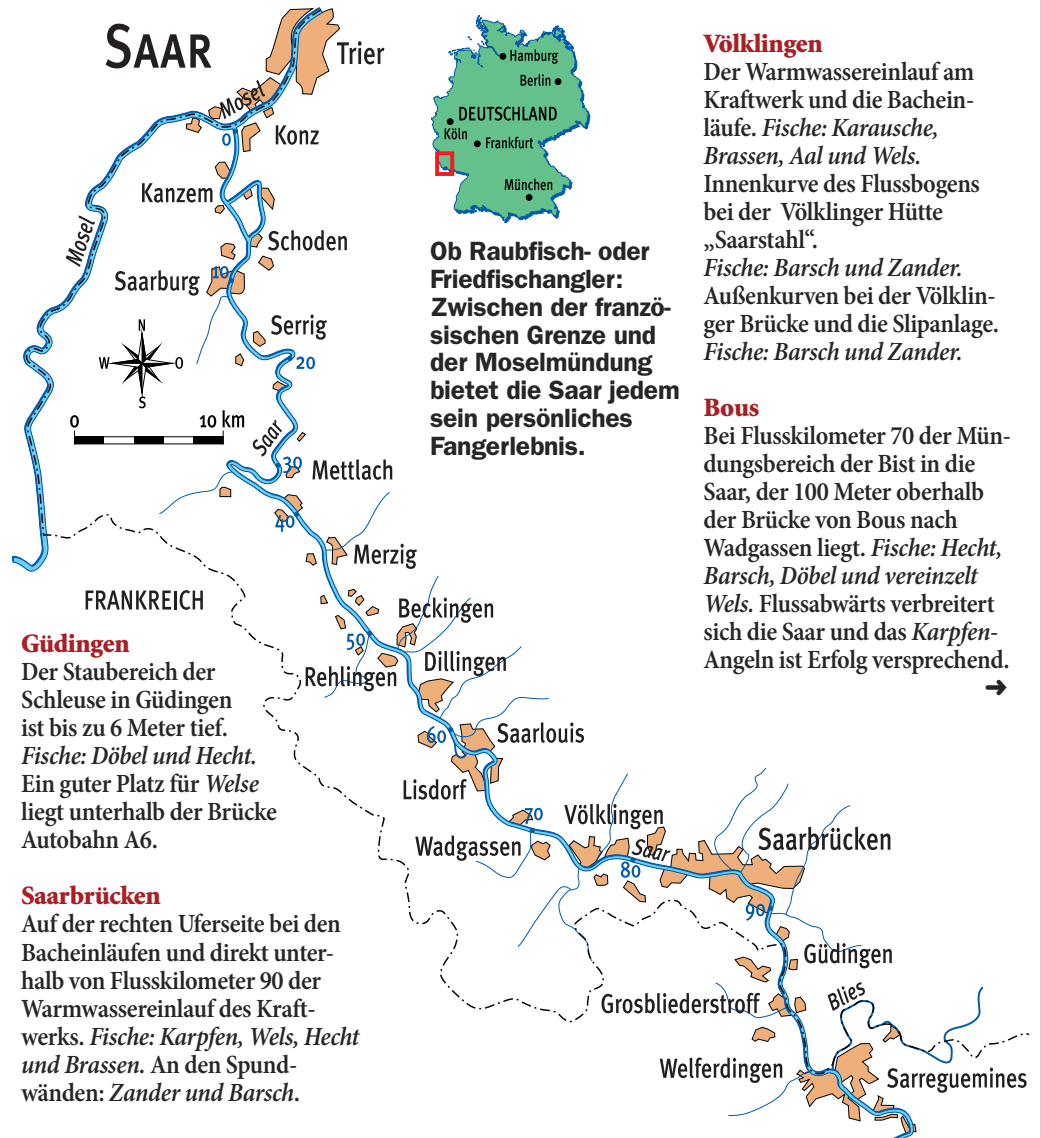 SAAR
Trier
Mosel
0
Konz
Kanzem
Mosel
Schoden
10
Saarburg
Serrig
N
W
O
S
20
0
10 km
Saar
30
Mettlach
40
Merzig
FRANKREICH
Beckingen
50
Rehlingen
Dillingen
60
Saarlouis
Lisdorf
70
Völklingen
Wadgassen
Saar
80
Saarbrücken
90
Güdingen
Grosbliederstroff
Blies
Welferdingen
Sarreguemines
Hamburg
Berlin
DEUTSCHLAND
Köln
Frankfurt
München
Ob Raubfisch- oder
Friedfischangler:
Zwischen der franzö-
sischen Grenze und
der Moselmündung
bietet die Saar jedem
sein persönliches
Fangerlebnis.
Güdingen
Der Staubereich der
Schleuse in Güdingen
ist bis zu 6 Meter tief.
Fische: Döbel und Hecht.
Ein guter Platz für Welse
liegt unterhalb der Brücke
Autobahn A6.
Saarbrücken
Auf der rechten Uferseite bei den
Bacheinläufen und direkt unter-
halb von Flusskilometer 90 der
Warmwassereinlauf des Kraft-
werks. Fische: Karpfen, Wels, Hecht
und Brassen. An den Spund-
wänden: Zander und Barsch.
Völklingen
Der Warmwassereinlauf am
Kraftwerk und die Bachein-
läufe. Fische: Karausche,
Brassen, Aal und Wels.
Innenkurve des Flussbogens
bei der Völklinger Hütte
„Saarstahl“.
Fische: Barsch und Zander.
Außenkurven bei der Völklin-
ger Brücke und die Slipanlage.
Fische: Barsch und Zander.
Bous
Bei Flusskilometer 70 der Mün-
dungsbereich der Bist in die
Saar, der 100 Meter oberhalb
der Brücke von Bous nach
Wadgassen liegt. Fische: Hecht,
Barsch, Döbel und vereinzelt
Wels. Flussabwärts verbreitert
sich die Saar und das Karpfen-
Angeln ist Erfolg versprechend.
➔